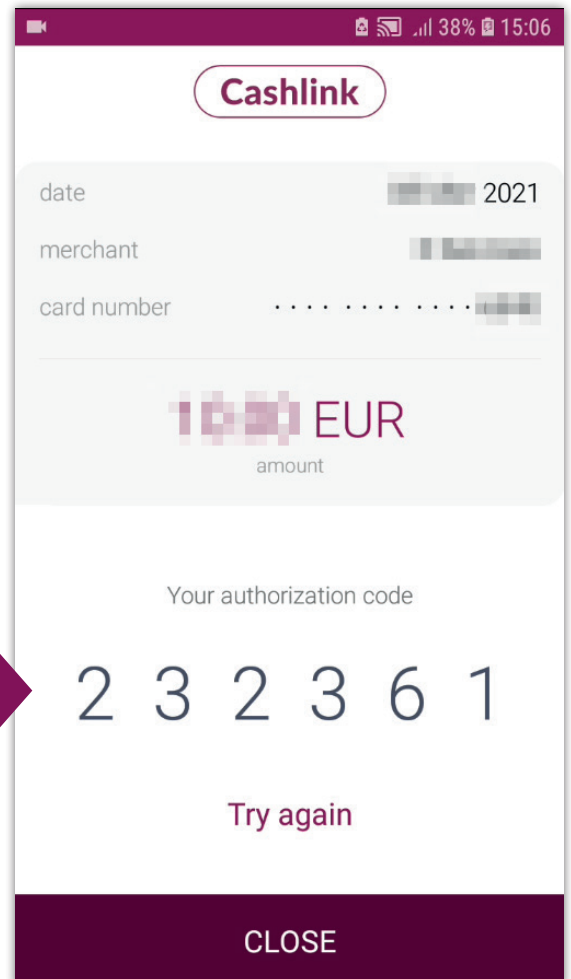 38% 15:06
Cashlink
date 2021
merchant
card number · · · · · · · · · · · ·
EUR
amount
Your authorization code
2 3 2 3 6 1
Try again
CLOSE